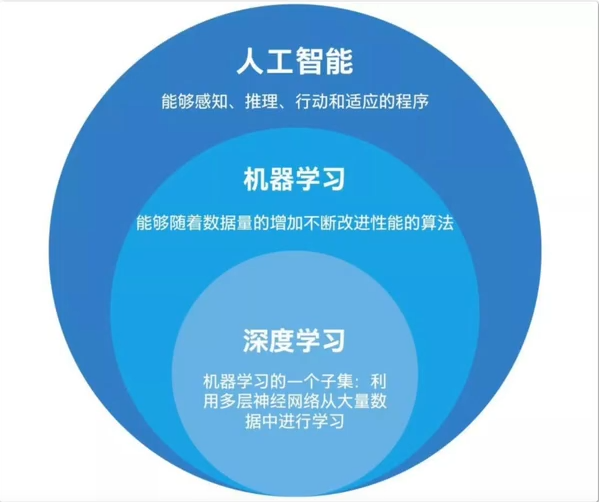 人工智能
能够感知、推理、行动和适应的程序
机器学习
能够随着数据量的增加不断改进性能的算法
深度学习
机器学习的一个子集：利
用多层神经网络从大量数
据中进行学习